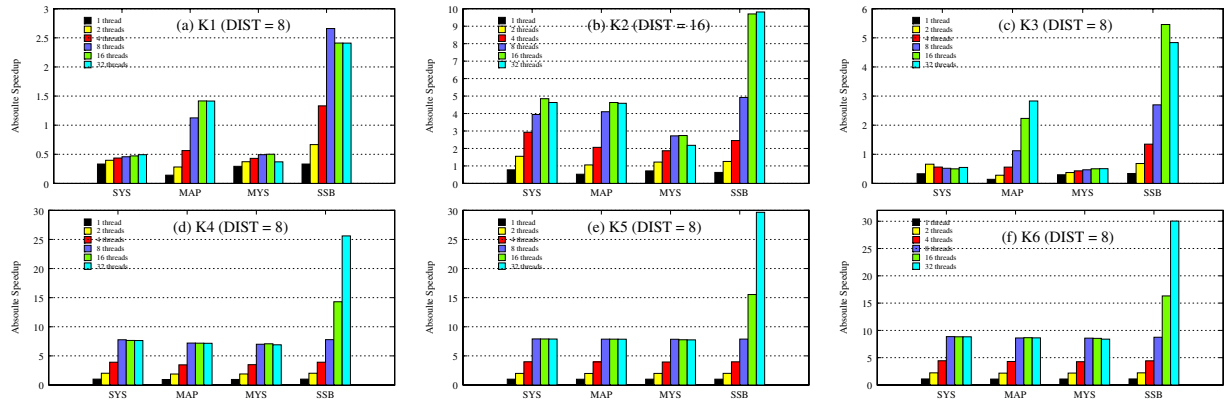 (a) K1 (DIST = 8)
Absoulte Speedup
3
2.5
2
1.5
1
0.5
0
1 thread
2 threads
4 threads
8 threads
16 threads
32 threads
SYS MAP MYS SSB
(b) K2 (DIST = 16)
Absoulte Speedup
10
9
8
7
6
5
4
3
2
1
0
1 thread
2 threads
4 threads
8 threads
16 threads
32 threads
SYS MAP MYS SSB
(c) K3 (DIST = 8)
Absoulte Speedup
6
5
4
3
2
1
0
1 thread
2 threads
4 threads
8 threads
16 threads
32 threads
SYS MAP MYS SSB
(d) K4 (DIST = 8)
Absoulte Speedup
30
25
20
15
10
5
0
1 thread
2 threads
4 threads
8 threads
16 threads
32 threads
SYS MAP MYS SSB
(e) K5 (DIST = 8)
Absoulte Speedup
30
25
20
15
10
5
0
1 thread
2 threads
4 threads
8 threads
16 threads
32 threads
SYS MAP MYS SSB
(f) K6 (DIST = 8)
Absoulte Speedup
30
25
20
15
10
5
0
1 thread
2 threads
4 threads
8 threads
16 threads
32 threads
SYS MAP MYS SSB